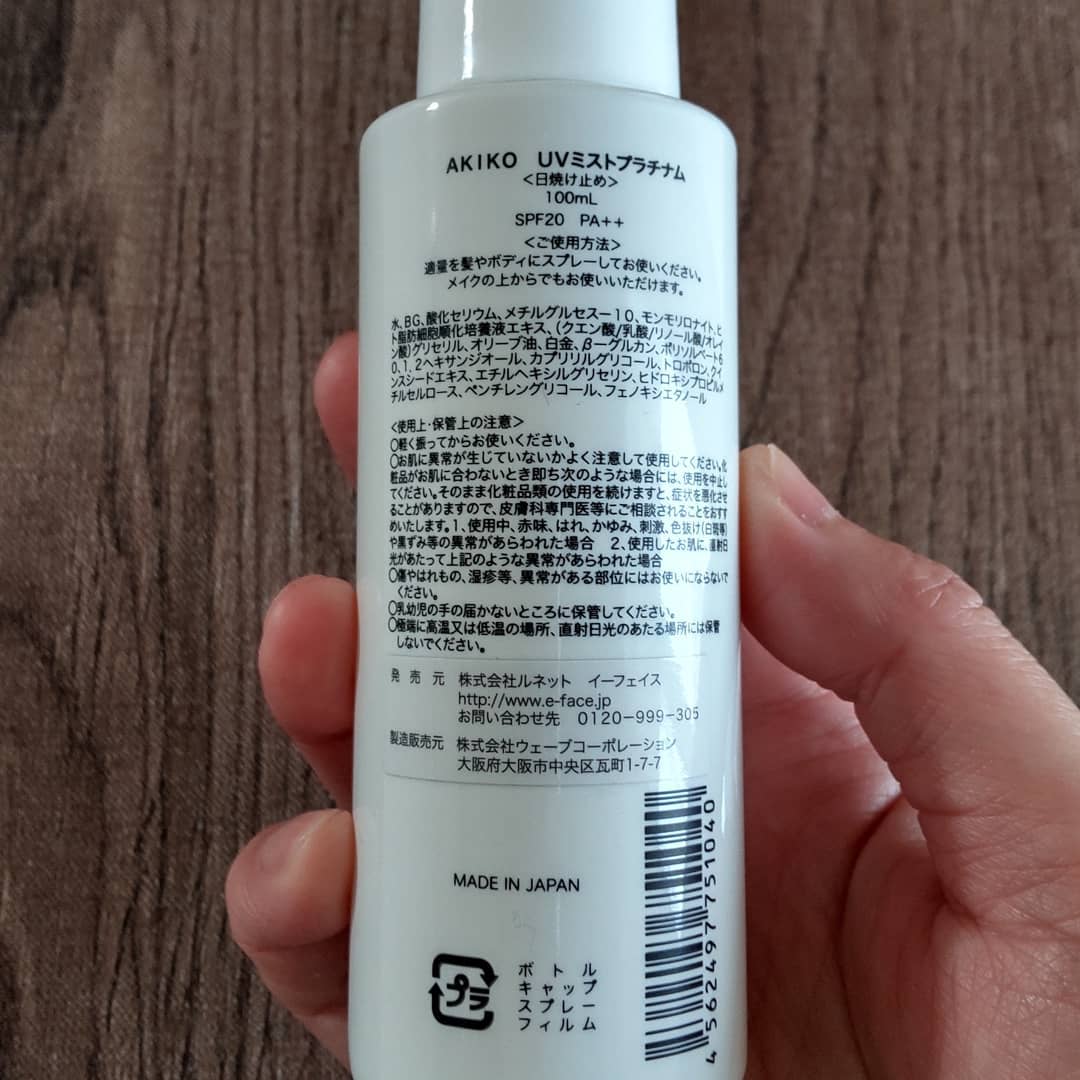 AKIKO UVミストプラチナム
<日焼け止め>
100mL
SPF20 PA++
<ご使用方法>
適量を髪やボディにスプレーしてお使いください。
メイクの上からでもお使いいただけます。
水、BG、酸化セリウム、メチルグルセスー10、モンモリロナイト、ヒ
ト脂肪細胞順化培養液エキス、(クエン酸/乳酸/リノール酸/オレイ
ン酸)グリセリル、オリーブ油、白金、βーグルカン、ポリソルベート6
0、1、2ヘキサンジオール、カプリリルグリコール、トロポロン、クイ
ンスシードエキス、エチルヘキシルグリセリン、ヒドロキシプロピルメ
チルセルロース、ペンチレングリコール、フェノキシエタノール
<使用上・保管上の注意>
○軽く振ってからお使いください。
○お肌に異常が生じていないかよく注意して使用してください。化
粧品がお肌に合わないとき即ち次のような場合には、使用を中止し
てください。そのまま化粧品類の使用を続けますと、症状を悪化させ
ることがありますので、皮膚科専門医等にご相談されることをおすす
めいたします。1、使用中、赤味、はれ、かゆみ、刺激、色抜け(白斑等)
や黒ずみ等の異常があらわれた場合 2、使用したお肌に、直射日
光があたって上記のような異常があらわれた場合
○傷やはれもの、湿疹等、異常がある部位にはお使いにならないで
ください。
○乳幼児の手の届かないところに保管してください。
○極端に高温又は低温の場所、直射日光のあたる場所には保管
しないでください。
発売元 株式会社ルネット イーフェイス
http://www.e-face.jp
お問い合わせ先 0120-999-305
製造販売元 株式会社ウェーブコーポレーション
大阪府大阪市中央区瓦町1-7-7
MADE IN JAPAN
プラ
ボトル
キャップ
スプレー
フィルム
4562497751040